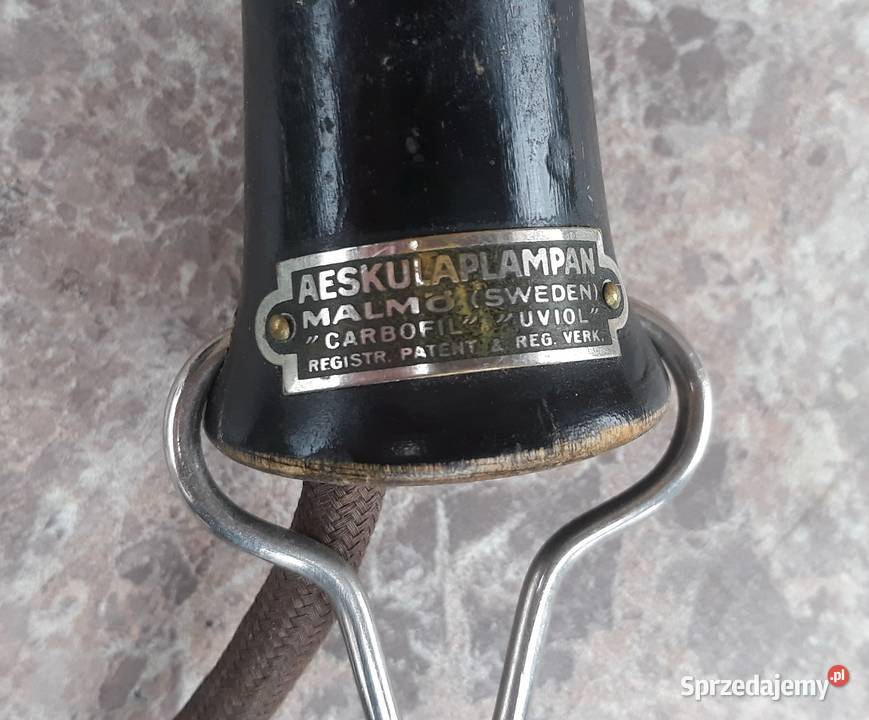 AESKULAPLAMPAN
MALMÖ (SWEDEN)
"CARBOFIL" "UVIOL"
REGISTR. PATENT & REG. VERK.
Sprzedajemy.pl